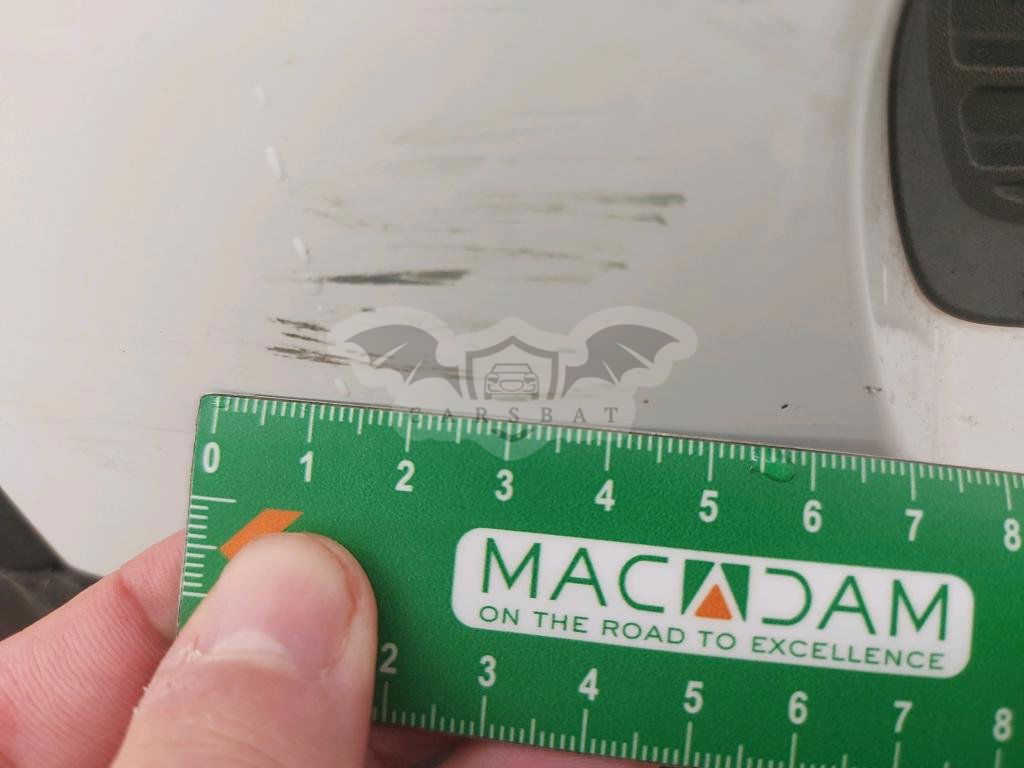 CARSBAT
0 1 2 3 4 5 6 7 8
MACADAM
ON THE ROAD TO EXCELLENCE
2 3 4 5 6 7 8